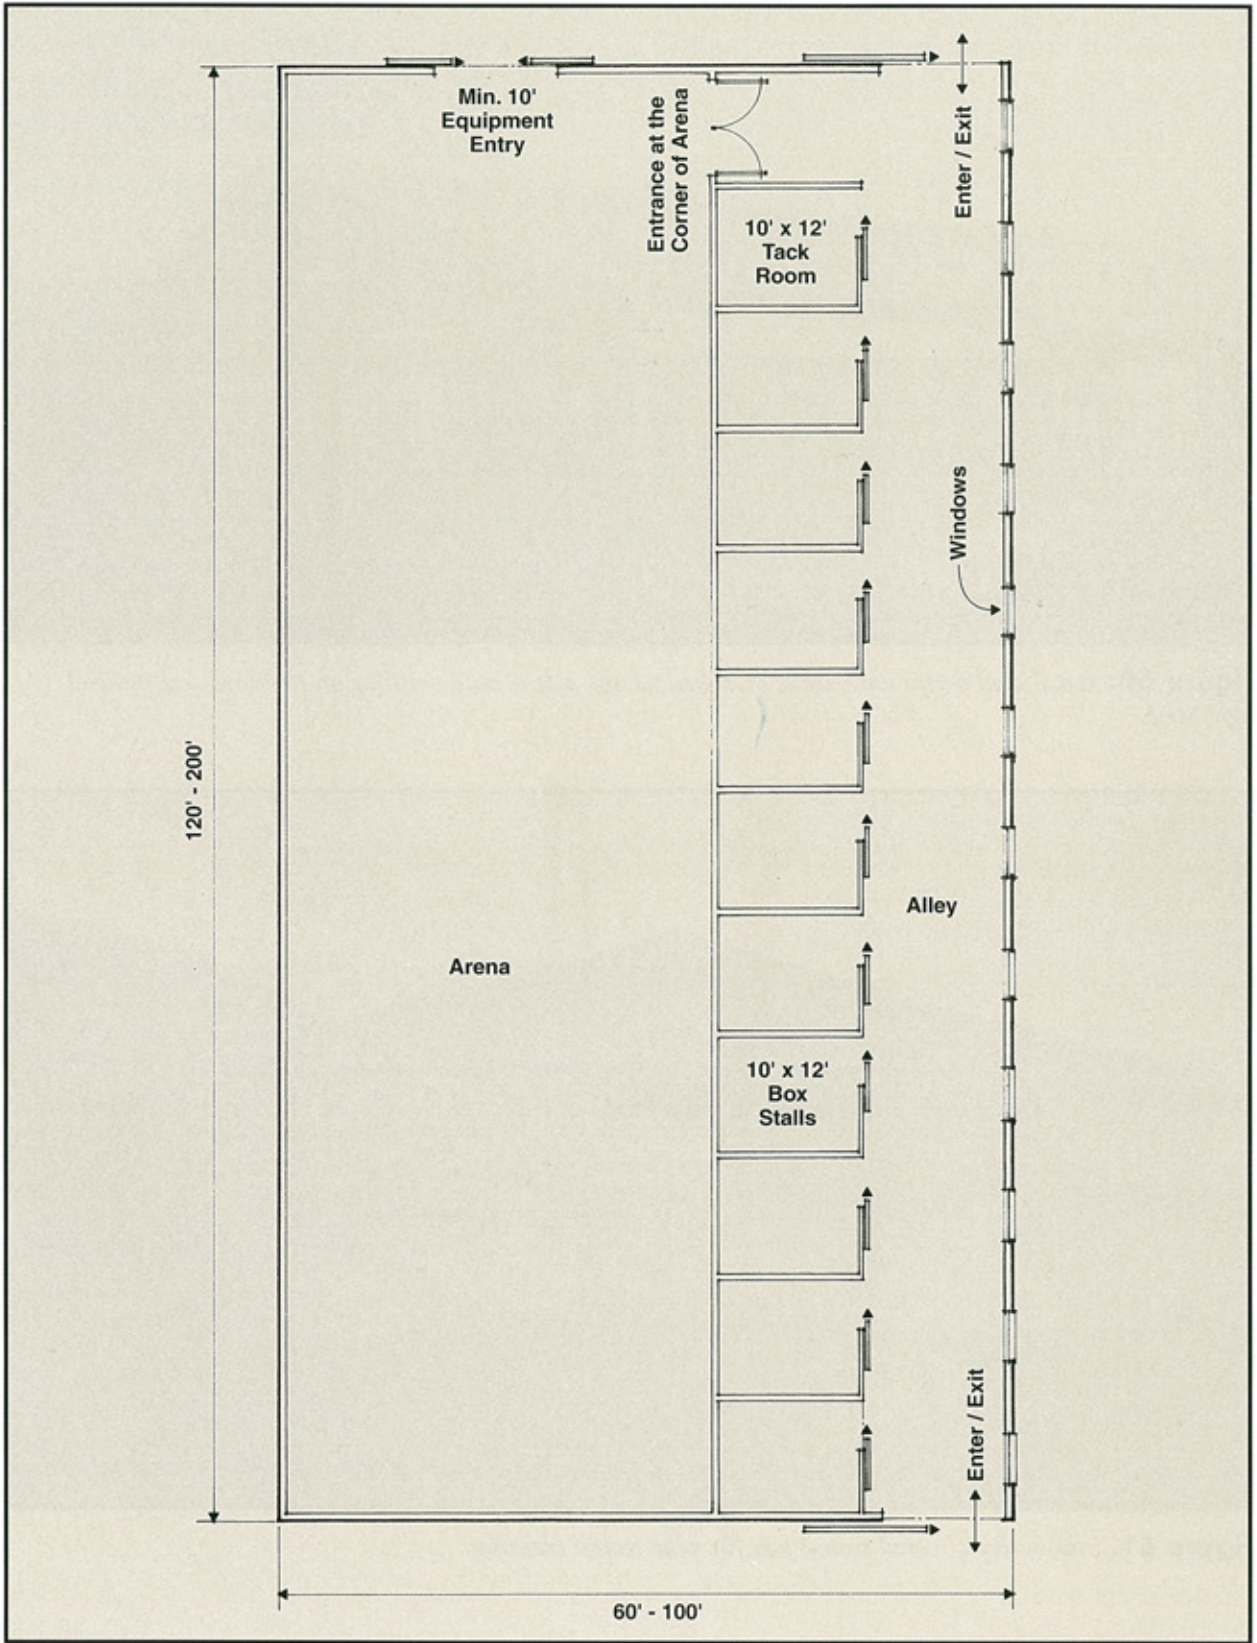 Min. 10'
Equipment
Entry
Entrance at the
Corner of Arena
Enter / Exit
10' x 12'
Tack
Room
Windows
120' - 200'
Alley
Arena
10' x 12'
Box
Stalls
Enter / Exit
60' - 100'